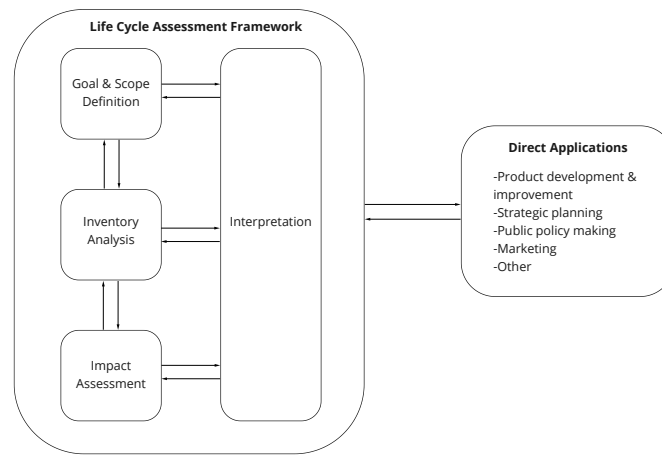 Life Cycle Assessment Framework
Goal & Scope
Definition
Inventory
Analysis
Impact
Assessment
Interpretation
Direct Applications
-Product development &
improvement
-Strategic planning
-Public policy making
-Marketing
-Other